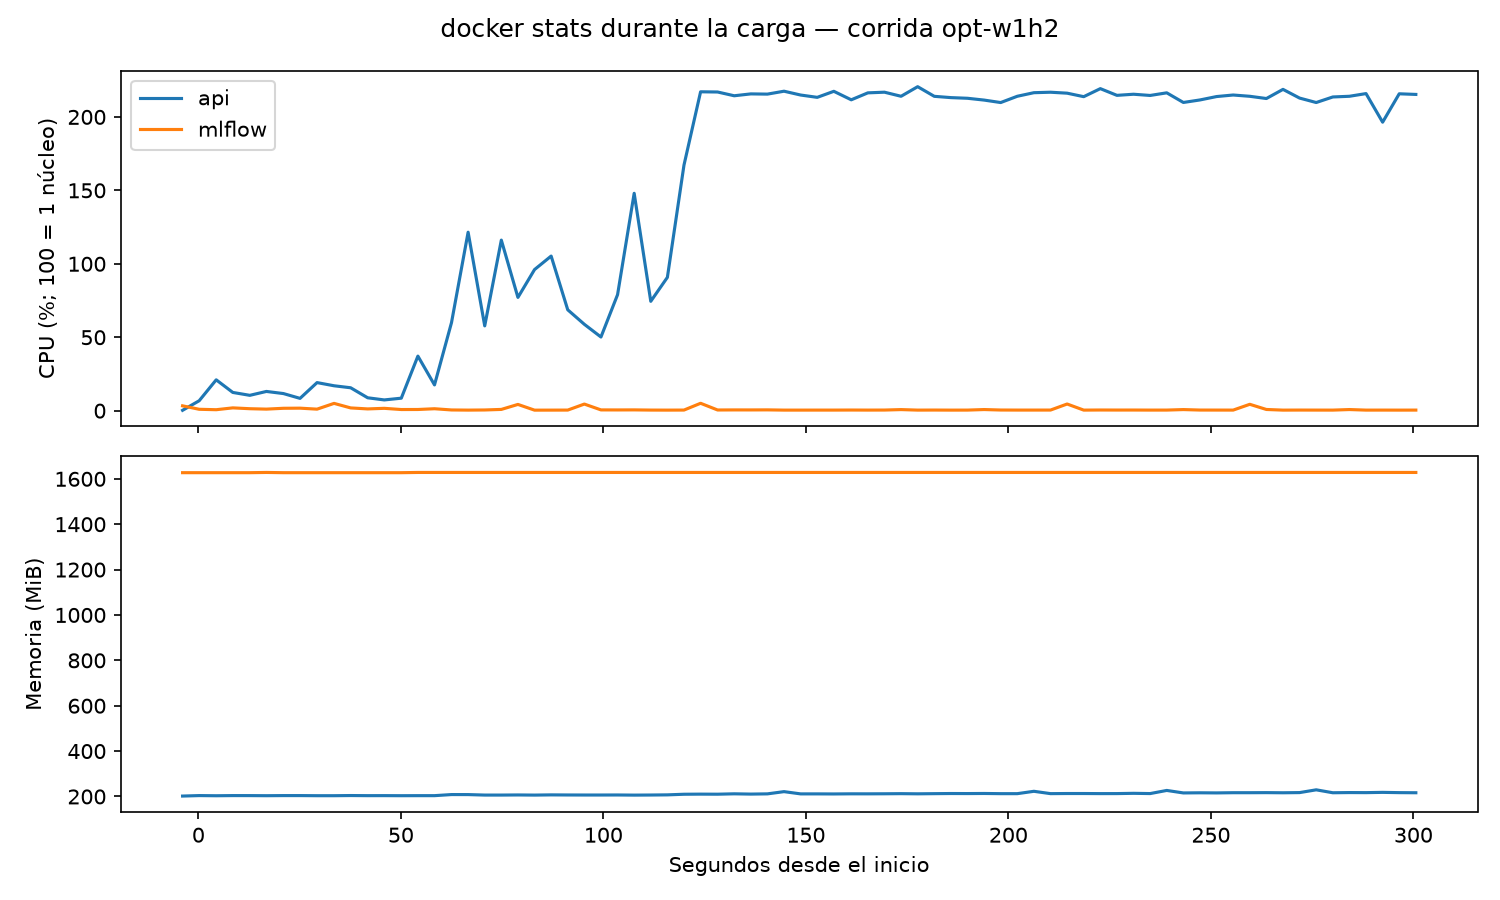 docker stats durante la carga — corrida opt-w1h2
api
mlflow
CPU (%; 100 = 1 núcleo)
200
150
100
50
0
Memoria (MiB)
1600
1400
1200
1000
800
600
400
200
0 50 100 150 200 250 300
Segundos desde el inicio